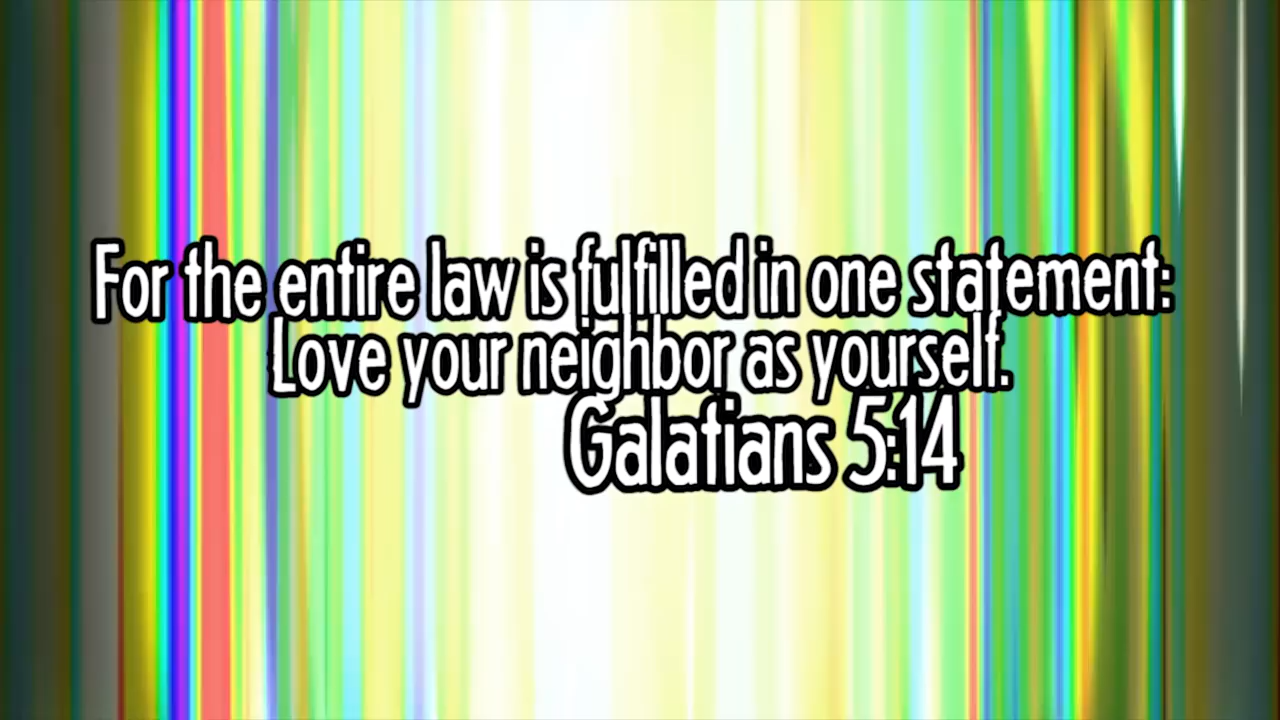 For the entire law is fulfilled in one statement:
Love your neighbor as yourself.
Galatians 5:14